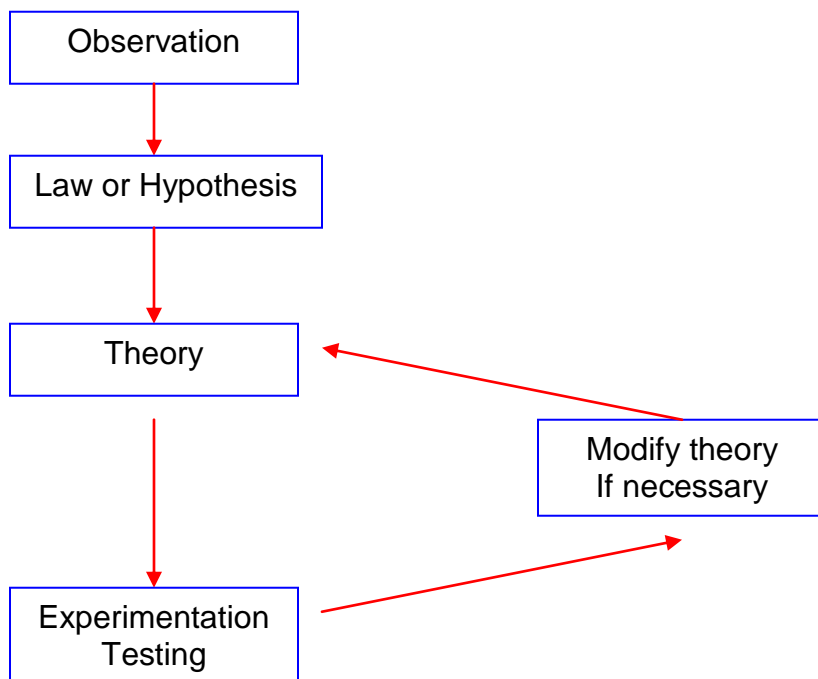 Observation
Law or Hypothesis
Theory
Modify theory
If necessary
Experimentation
Testing